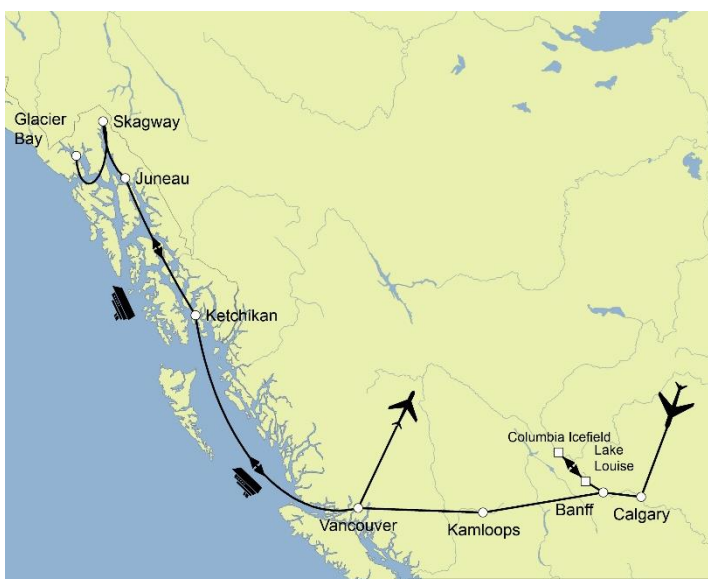 Glacier
Bay
Skagway
Juneau
Ketchikan
Columbia Icefield
Lake
Louise
Vancouver
Kamloops
Banff
Calgary